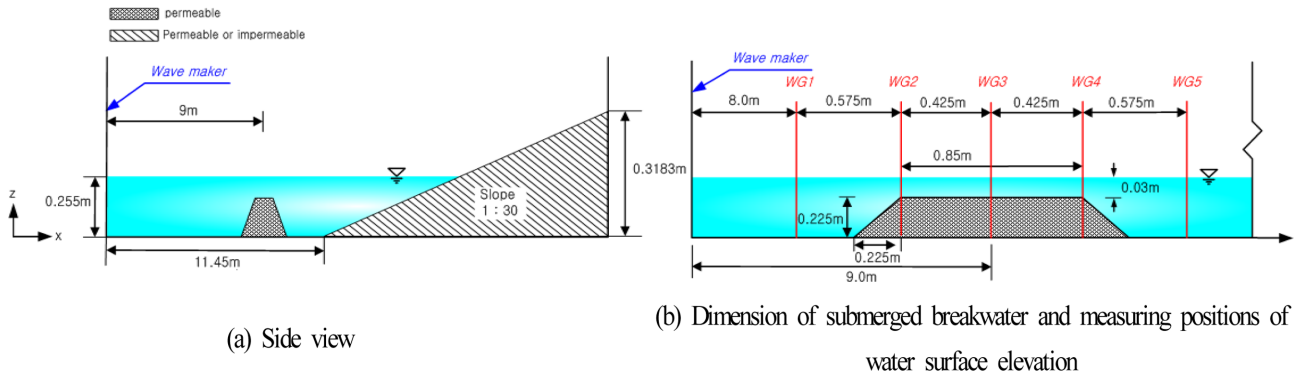 permeable
Permeable or impermeable
Wave maker
9m
0.255m
z
x
11.45m
Slope
1 : 30
0.3183m
(a) Side view
Wave maker
WG1
WG2
WG3
WG4
WG5
8.0m
0.575m
0.425m
0.425m
0.575m
0.85m
0.03m
0.225m
0.225m
9.0m
(b) Dimension of submerged breakwater and measuring positions of
water surface elevation